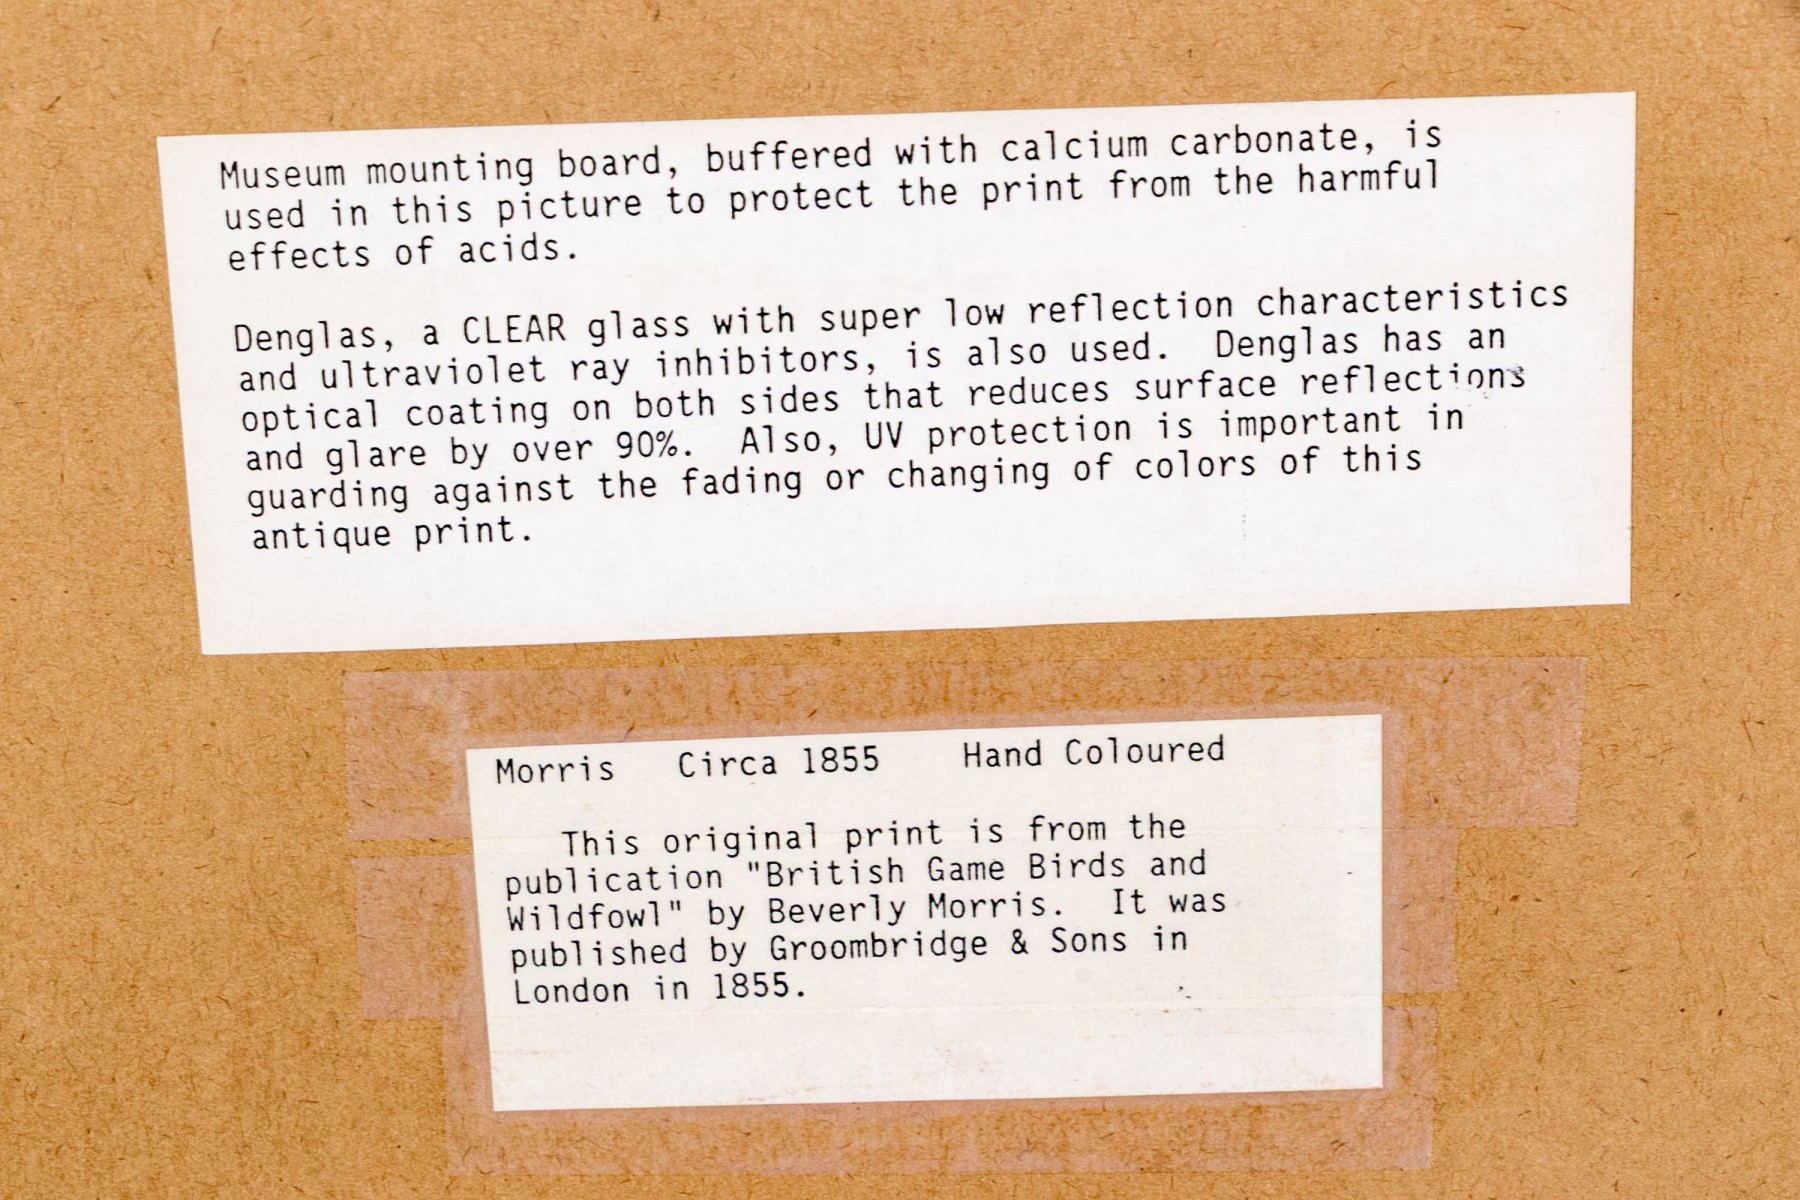 Museum mounting board, buffered with calcium carbonate, is
used in this picture to protect the print from the harmful
effects of acids.
Denglas, a CLEAR glass with super low reflection characteristics
and ultraviolet ray inhibitors, is also used. Denglas has an
optical coating on both sides that reduces surface reflections
and glare by over 90%. Also, UV protection is important in
guarding against the fading or changing of colors of this
antique print.
Morris Circa 1855 Hand Coloured
This original print is from the
publication "British Game Birds and
Wildfowl" by Beverly Morris. It was
published by Groombridge & Sons in
London in 1855.